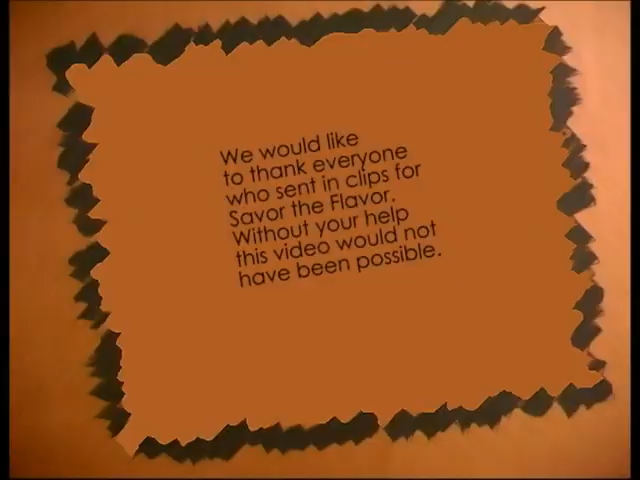 We would like
to thank everyone
who sent in clips for
Savor the Flavor.
Without your help
this video would not
have been possible.